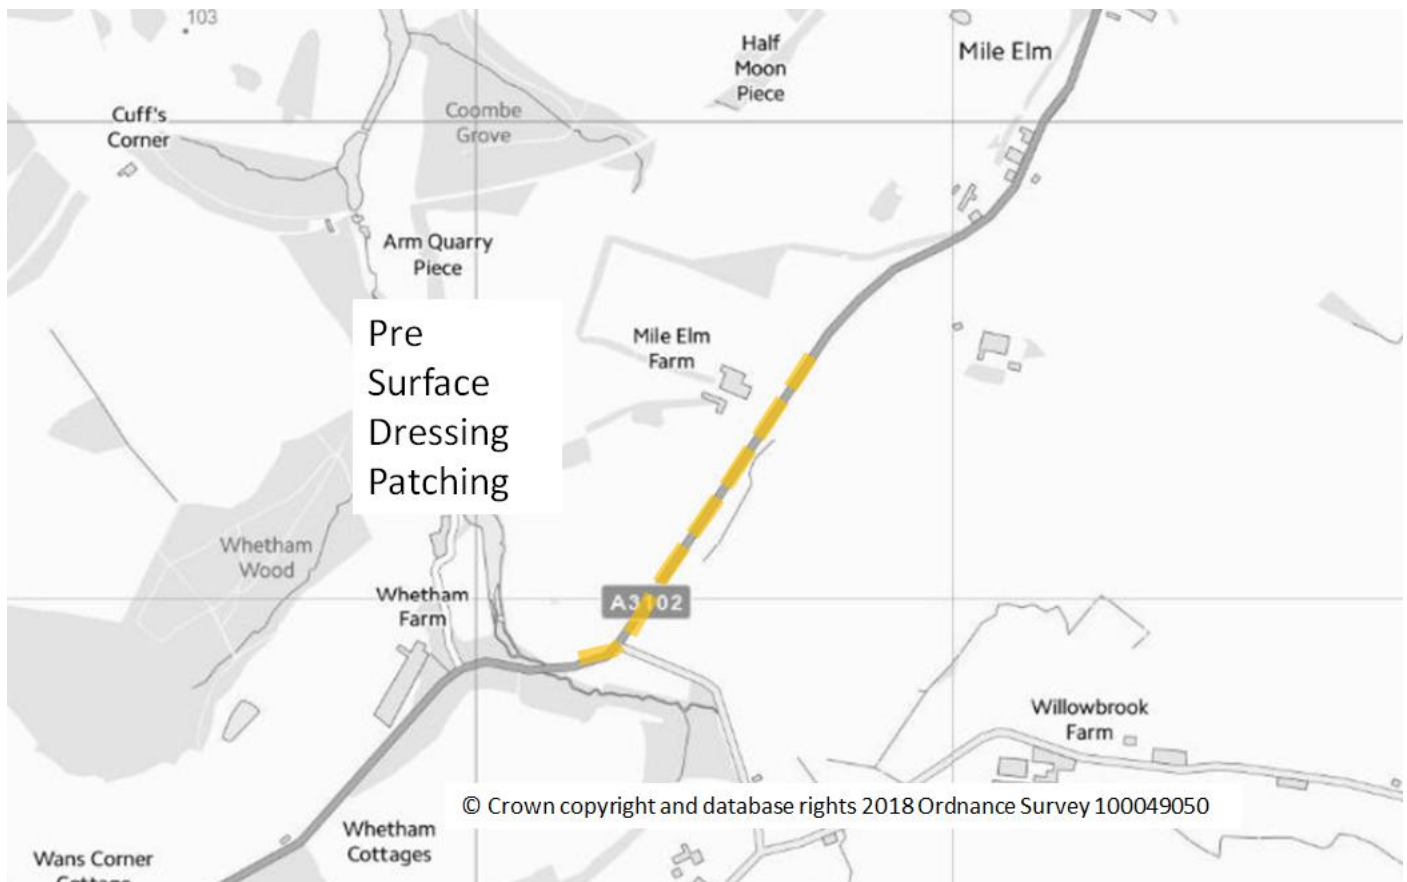 103
Half
Moon
Piece
Mile Elm
Cuff's
Corner
Coombe
Grove
Arm Quarry
Piece
Pre
Surface
Dressing
Patching
Mile Elm
Farm
Whetham
Wood
Whetham
Farm
A3102
Willowbrook
Farm
© Crown copyright and database rights 2018 Ordnance Survey 100049050
Whetham
Cottages
Wans Corner
Cottage